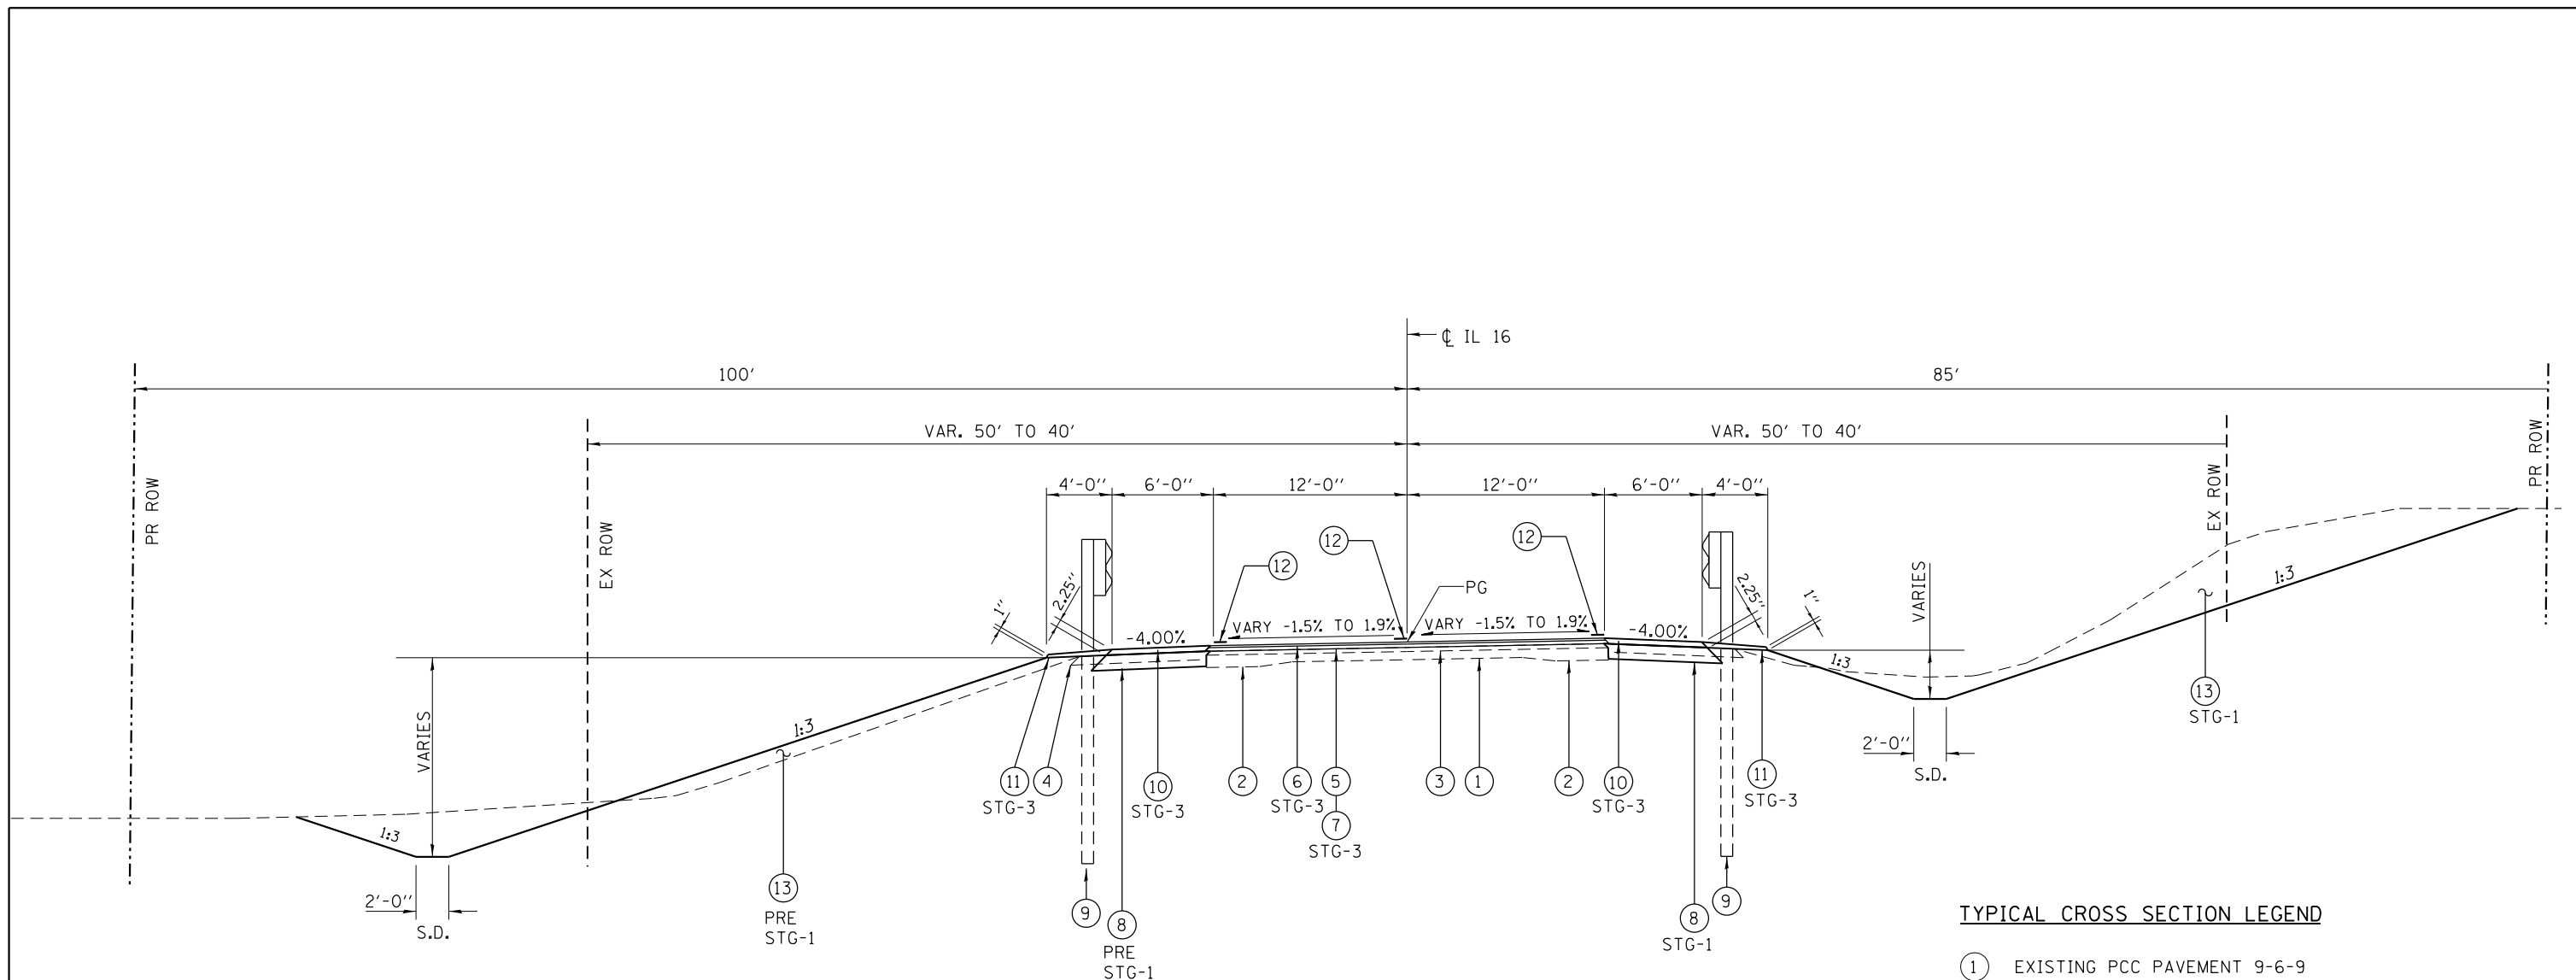 ℄ IL 16
100'
85'
VAR. 50' TO 40'
VAR. 50' TO 40'
PR ROW
EX ROW
EX ROW
PR ROW
4'-0"
6'-0"
12'-0"
12'-0"
6'-0"
4'-0"
12
12
12
1"
2.25"
-4.00%
VARY -1.5% TO 1.9%
PG
VARY -1.5% TO 1.9%
-4.00%
2.25"
1"
VARIES
1:3
1:3
13
STG-1
VARIES
1:3
1:3
2'-0"
S.D.
2'-0"
S.D.
13
PRE
STG-1
11
STG-3
4
9
8
PRE
STG-1
10
STG-3
2
6
STG-3
5
7
STG-3
3
1
2
10
STG-3
8
STG-1
9
11
STG-3
TYPICAL CROSS SECTION LEGEND
1 EXISTING PCC PAVEMENT 9-6-9